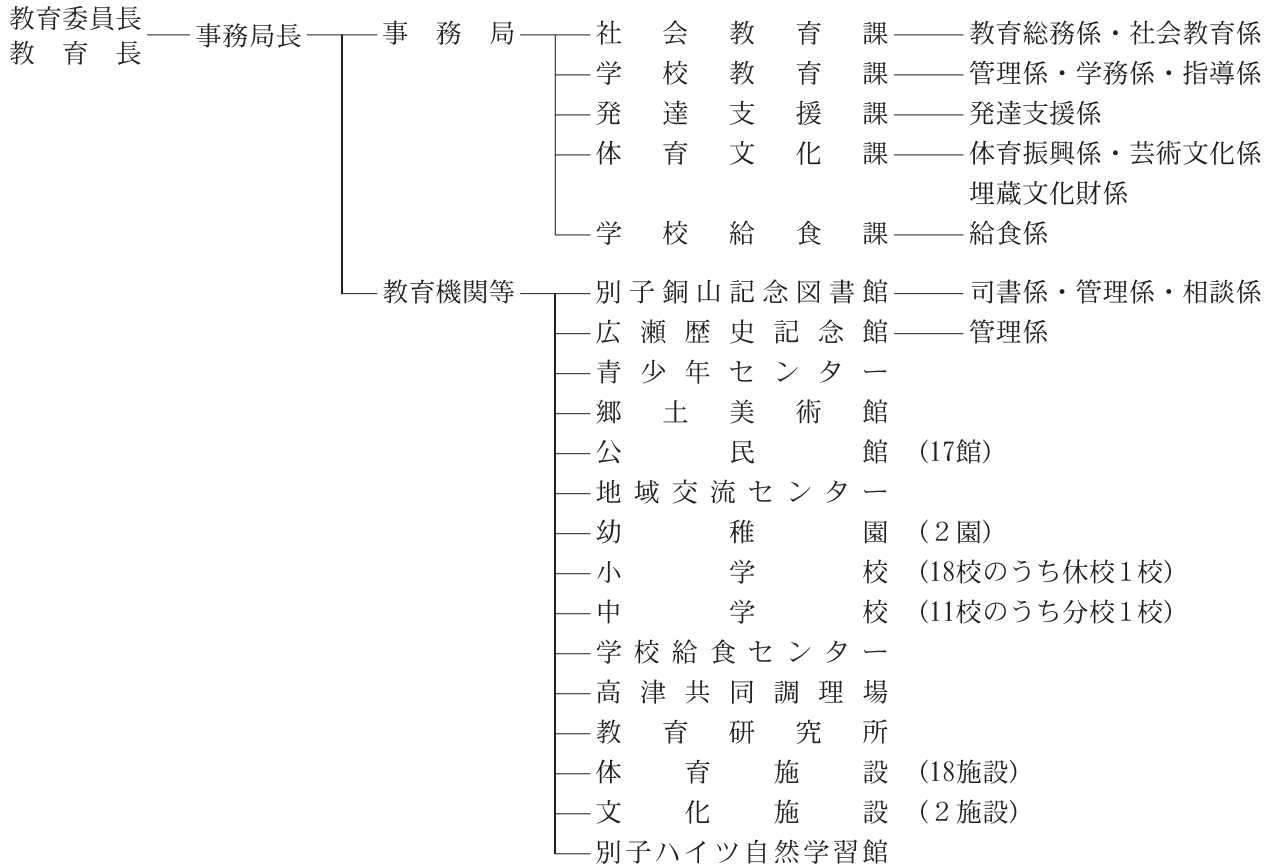 教育委員長
教育長
事務局長
事務局
社会教育課 教育総務係・社会教育係
学校教育課 管理係・学務係・指導係
発達支援課 発達支援係
体育文化課 体育振興係・芸術文化係
埋蔵文化財係
学校給食課 給食係
教育機関等
別子銅山記念図書館 司書係・管理係・相談係
広瀬歴史記念館 管理係
青少年センター
郷土美術館
公民館 (17館)
地域交流センター
幼稚園 (2園)
小学校 (18校のうち休校1校)
中学校 (11校のうち分校1校)
学校給食センター
高津共同調理場
教育研究所
体育施設 (18施設)
文化施設 (2施設)
別子ハイツ自然学習館